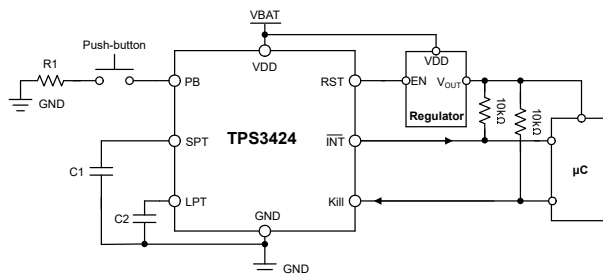 VBAT
R1
Push-button
GND
PB
VDD
RST
EN
VDD
VOUT
Regulator
10kΩ
10kΩ
SPT
TPS3424
INT
µC
C1
C2
LPT
GND
Kill
GND